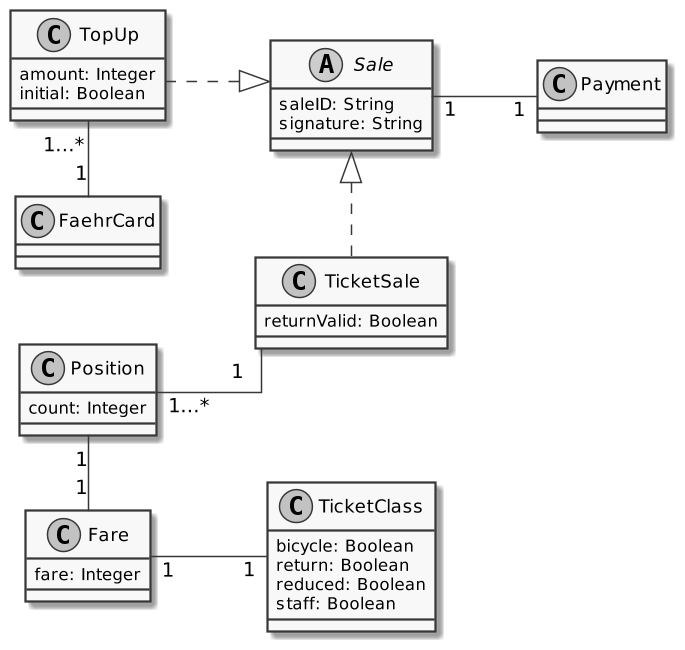 C TopUp
amount: Integer
initial: Boolean
A Sale
saleID: String
signature: String
C Payment
1
1
1...*
1
C FaehrCard
C TicketSale
returnValid: Boolean
1
1...*
C Position
count: Integer
1
1
C Fare
fare: Integer
1
1
C TicketClass
bicycle: Boolean
return: Boolean
reduced: Boolean
staff: Boolean